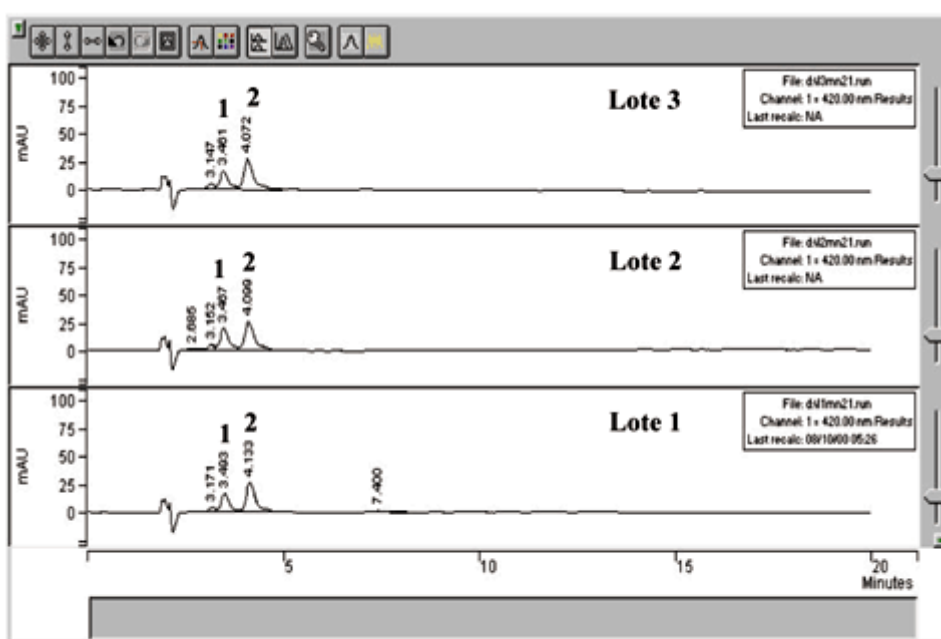 100
75
50
25
0
mAU
3.147
3.461
4.072
1
2
Lote 3
File: d:\l3mn21.run
Channel: 1 = 420.00 nm Results
Last recalc: NA
100
75
50
25
0
mAU
2.685
3.152
3.467
4.099
1
2
Lote 2
File: d:\l2mn21.run
Channel: 1 = 420.00 nm Results
Last recalc: NA
100
75
50
25
0
mAU
3.171
3.493
4.133
7.400
1
2
Lote 1
File: d:\l1mn21.run
Channel: 1 = 420.00 nm Results
Last recalc: 08/10/00 05:26
5
10
15
20
Minutes